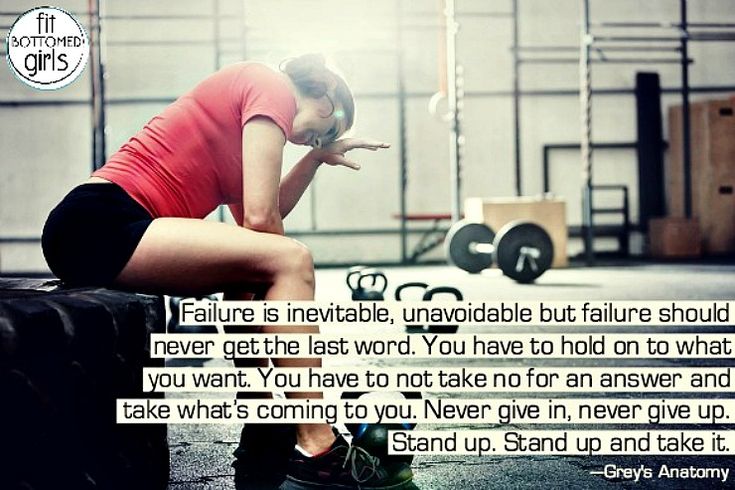 fit
BOTTOMED
girls
Failure is inevitable, unavoidable but failure should
never get the last word. You have to hold on to what
you want. You have to not take no for an answer and
take what's coming to you. Never give in, never give up.
Stand up. Stand up and take it.
—Grey's Anatomy